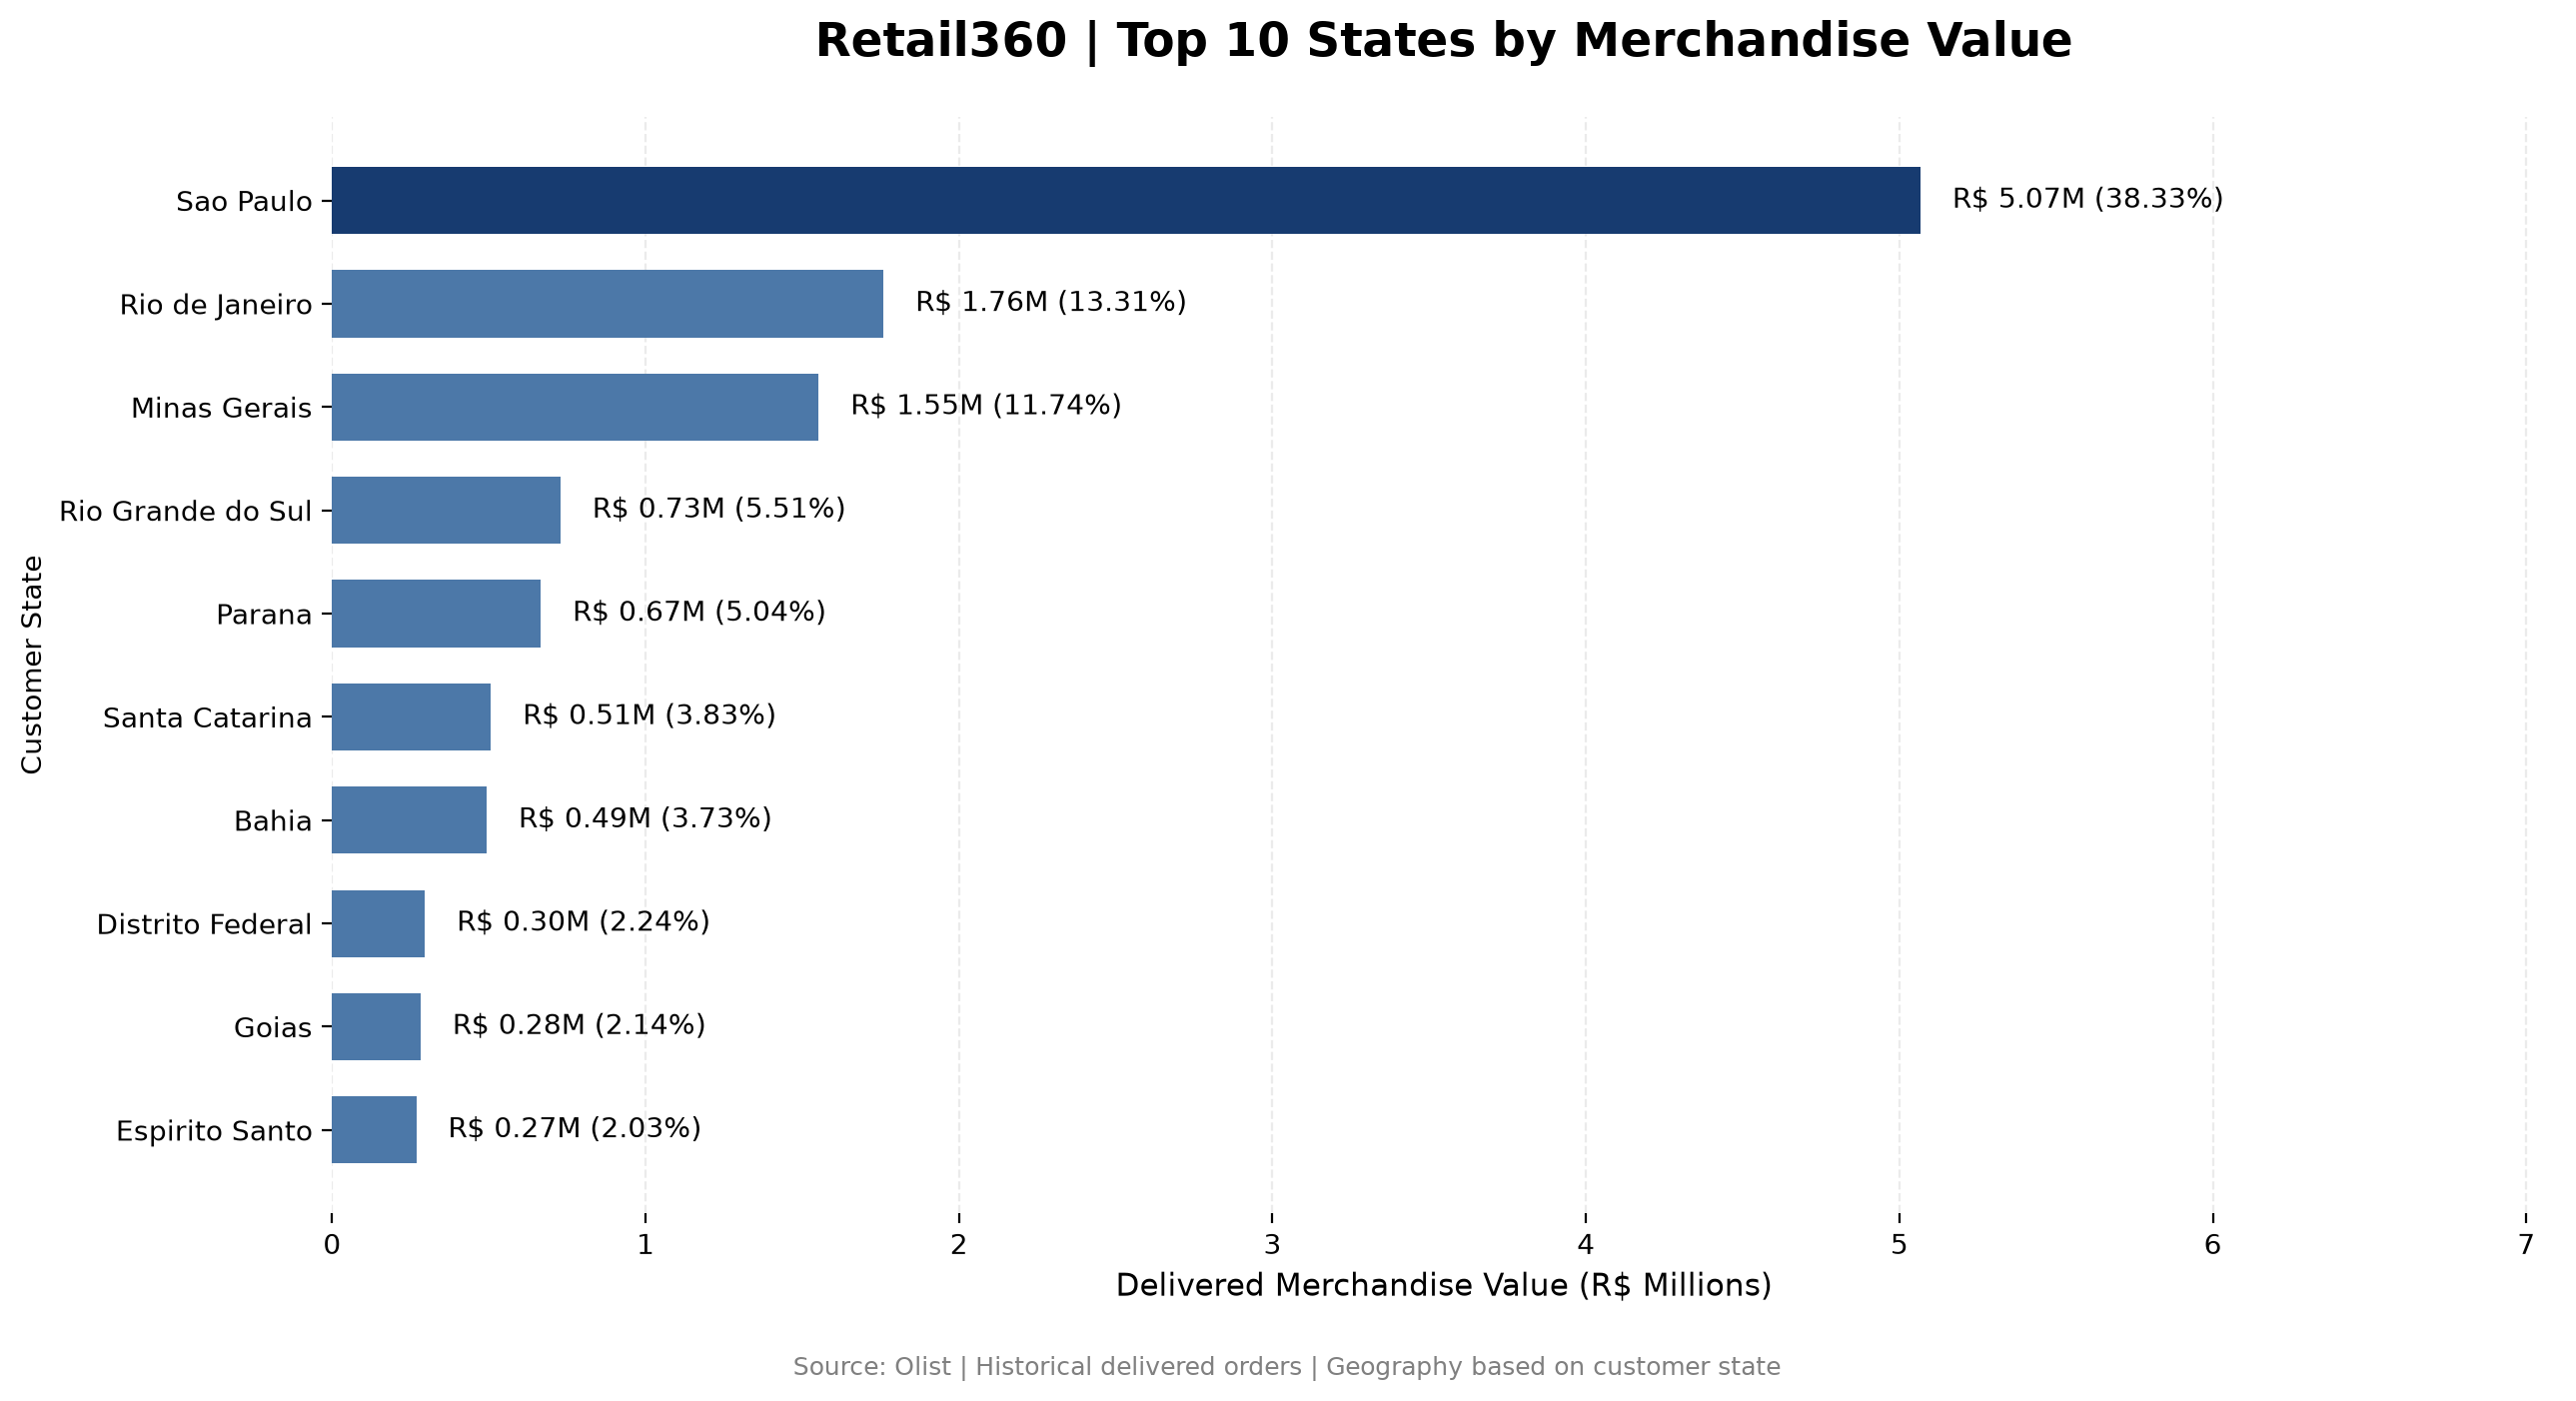 Retail360 | Top 10 States by Merchandise Value
Customer State
Sao Paulo R$ 5.07M (38.33%)
Rio de Janeiro R$ 1.76M (13.31%)
Minas Gerais R$ 1.55M (11.74%)
Rio Grande do Sul R$ 0.73M (5.51%)
Parana R$ 0.67M (5.04%)
Santa Catarina R$ 0.51M (3.83%)
Bahia R$ 0.49M (3.73%)
Distrito Federal R$ 0.30M (2.24%)
Goias R$ 0.28M (2.14%)
Espirito Santo R$ 0.27M (2.03%)
0 1 2 3 4 5 6 7
Delivered Merchandise Value (R$ Millions)
Source: Olist | Historical delivered orders | Geography based on customer state